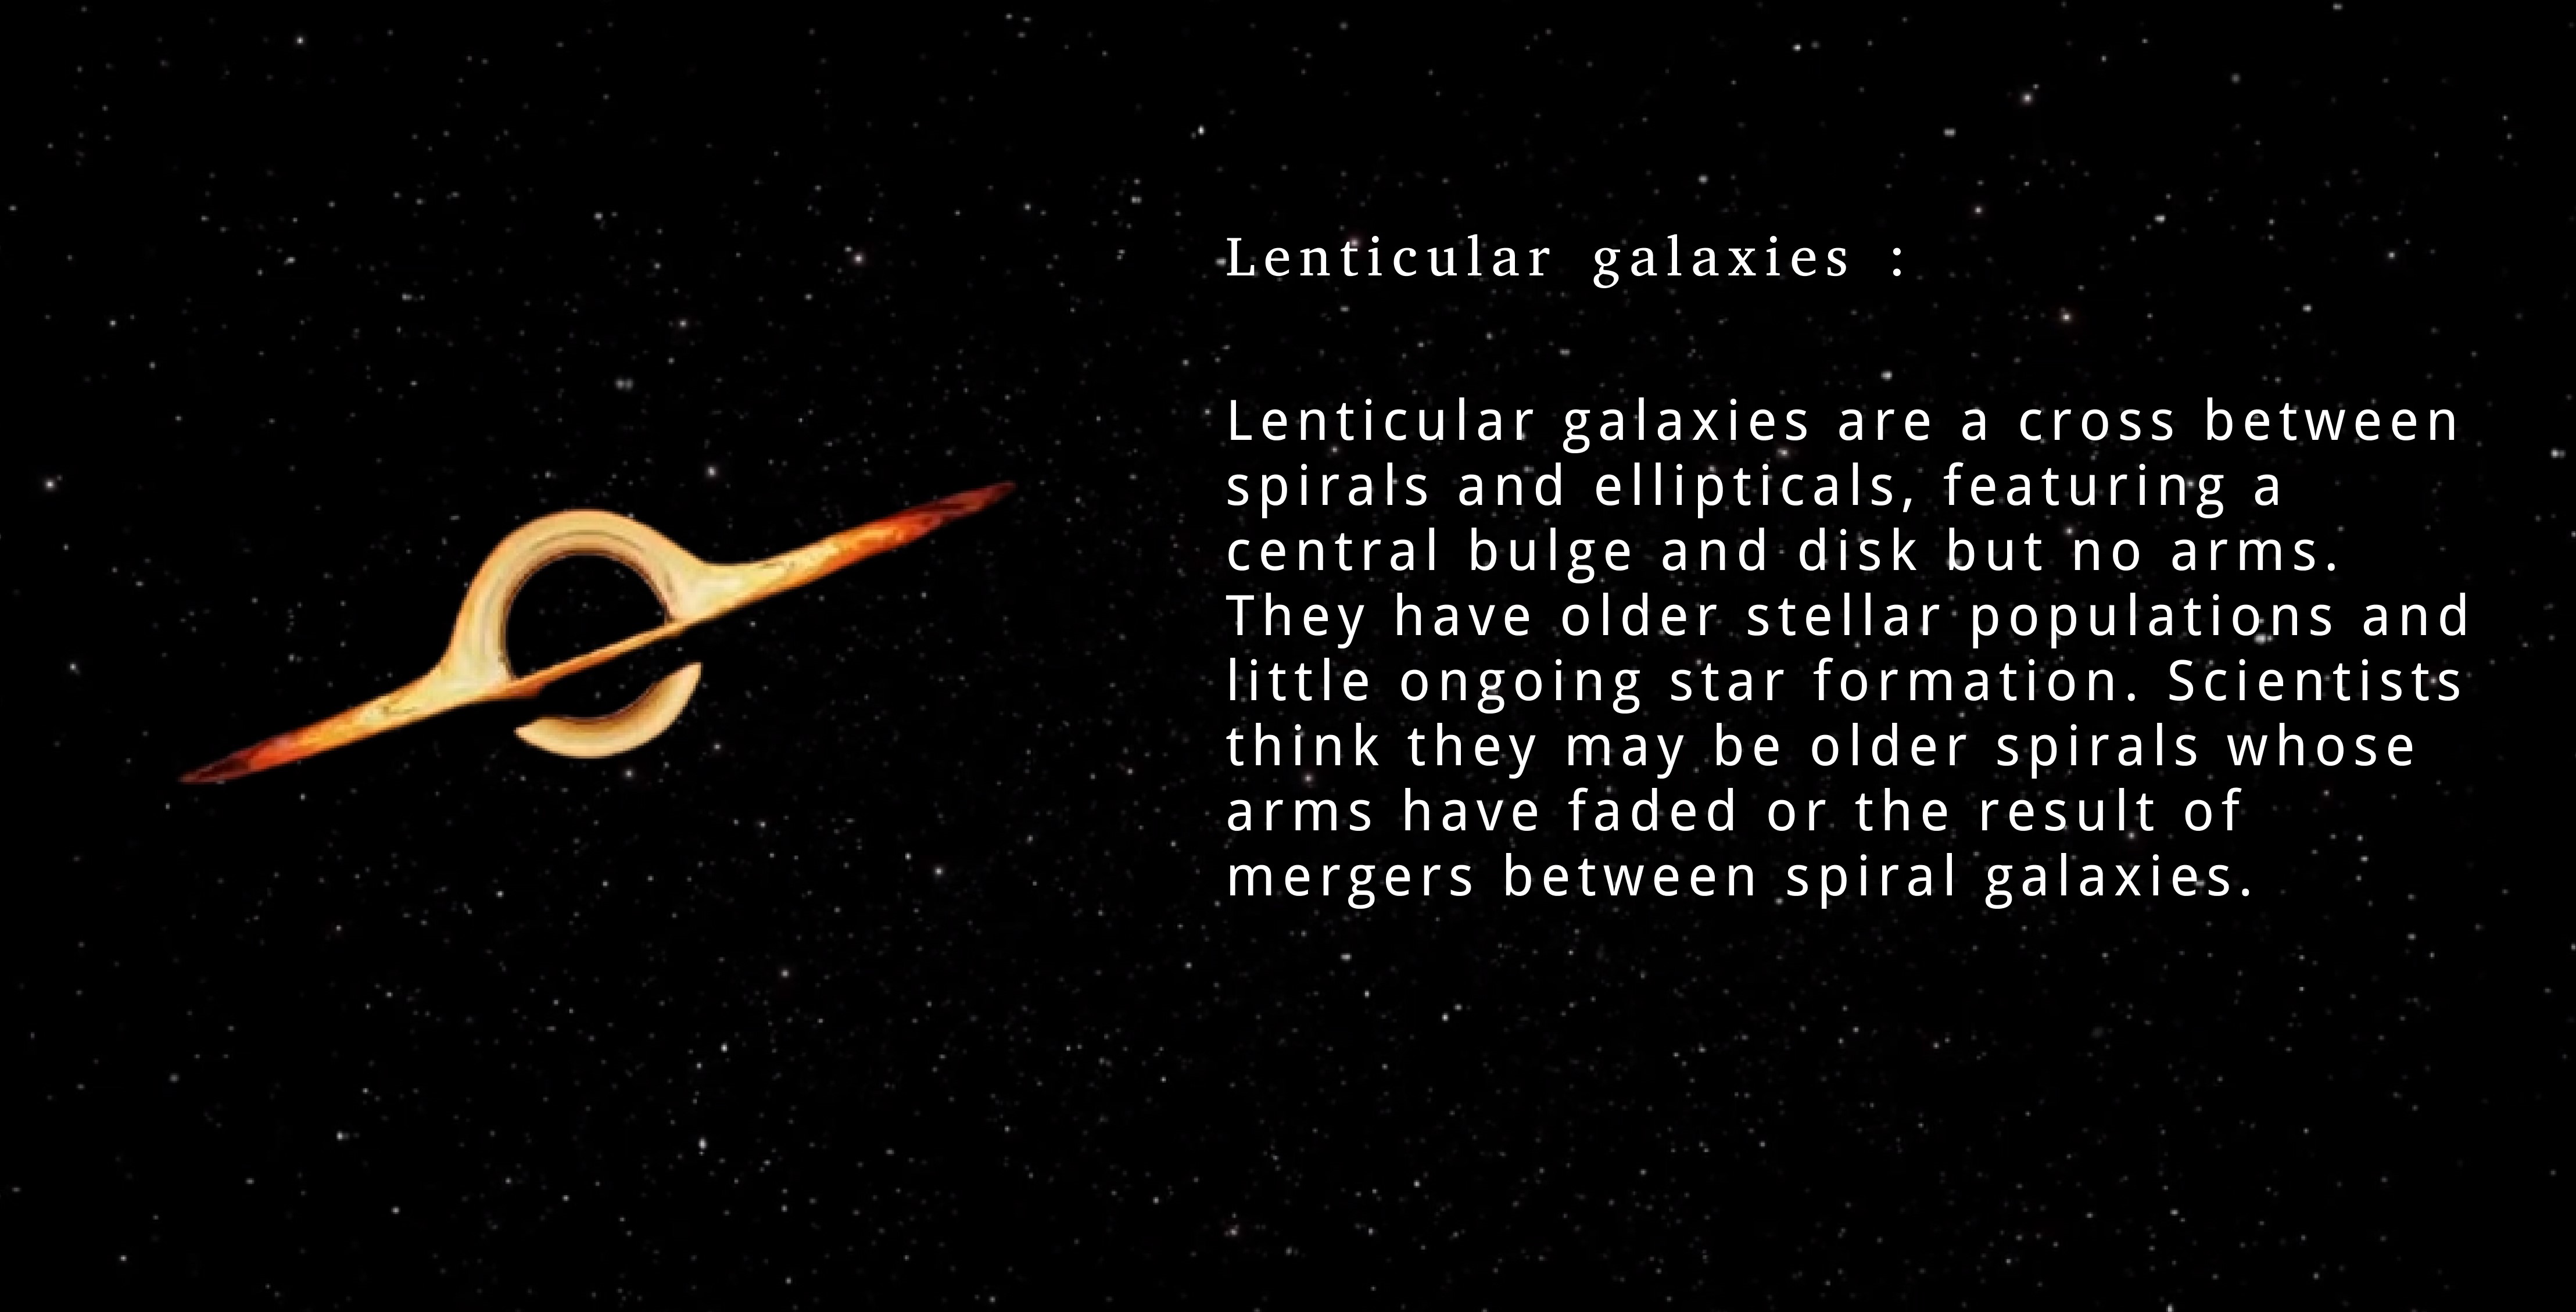 Lenticular galaxies :
Lenticular galaxies are a cross between
spirals and ellipticals, featuring a
central bulge and disk but no arms.
They have older stellar populations and
little ongoing star formation. Scientists
think they may be older spirals whose
arms have faded or the result of
mergers between spiral galaxies.